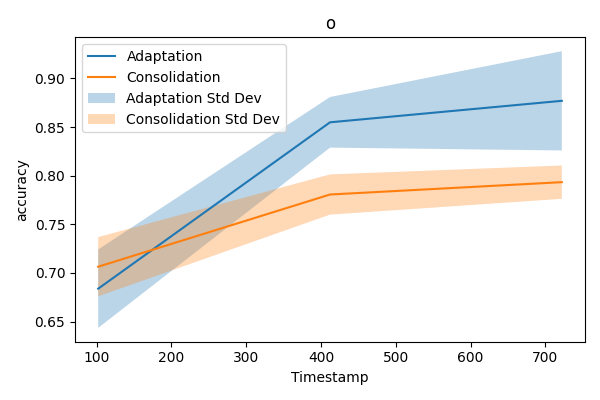 o
Adaptation
Consolidation
Adaptation Std Dev
Consolidation Std Dev
accuracy
0.90
0.85
0.80
0.75
0.70
0.65
100 200 300 400 500 600 700
Timestamp